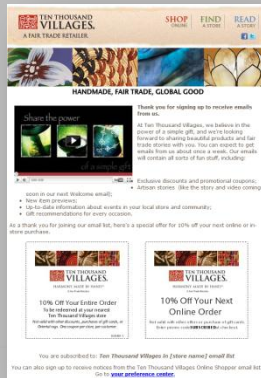 TEN THOUSAND
VILLAGES.
A FAIR TRADE RETAILER.
SHOP
ONLINE
FIND
A STORE
READ
A STORY
HANDMADE, FAIR TRADE, GLOBAL GOOD
Share the power
of a simple gift
Thank you for signing up to receive emails
from us.
At Ten Thousand Villages, we believe in the
power of a simple gift, and we're looking
forward to sharing beautiful products and fair
trade stories with you. You can expect to get
emails from us about once a week. Our emails
will contain all sorts of fun stuff, including:
Exclusive discounts and promotional coupons;
Artisan stories (like the story and video coming
soon in our next Welcome email);
New item previews;
Up-to-date information about events in your local store and community;
Gift recommendations for every occasion.
As a thank you for joining our email list, here's a special offer for 10% off your next online or in-
store purchase.
TEN THOUSAND
VILLAGES.
10% Off Your Entire Order
To be redeemed at your nearest
Ten Thousand Villages store
TEN THOUSAND
VILLAGES.
10% Off Your Next
Online Order
You are subscribed to: Ten Thousand Villages in [store name] email list
You can also sign up to receive notices from the Ten Thousand Villages Online Shopper email list
Go to your preference center.